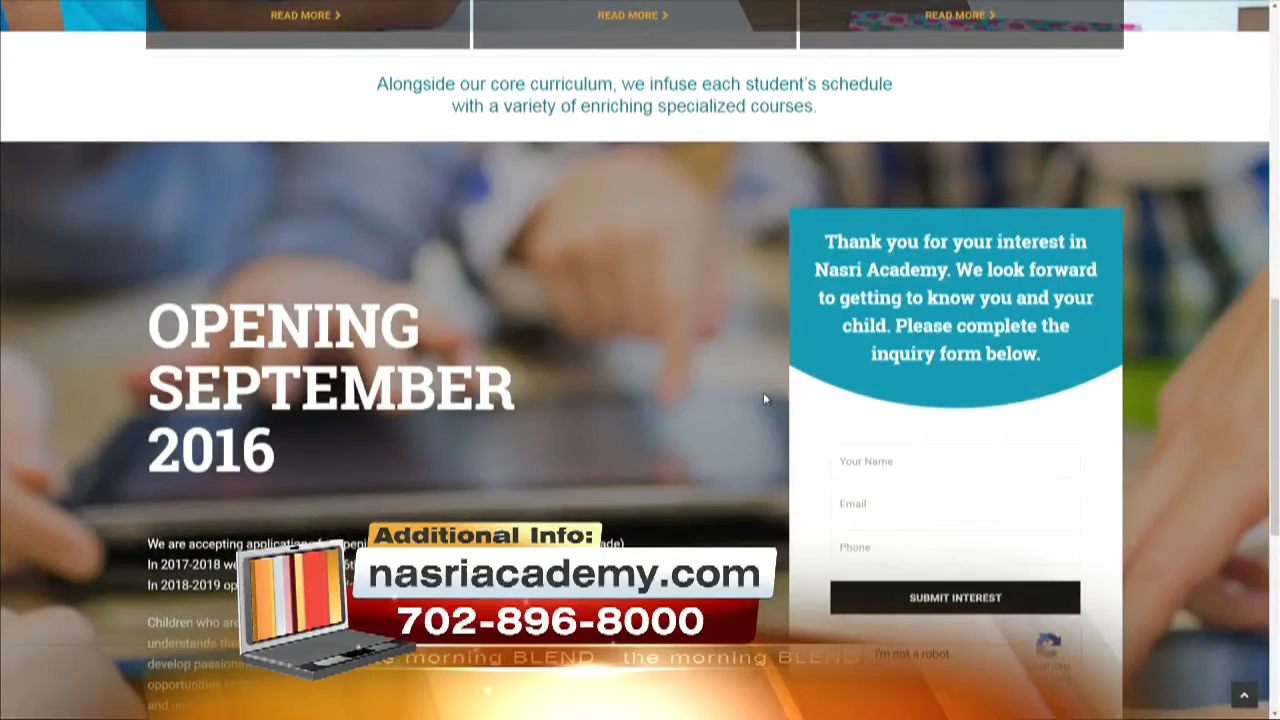 READ MORE
READ MORE
READ MORE
Alongside our core curriculum, we infuse each student's schedule
with a variety of enriching specialized courses.
OPENING
SEPTEMBER
2016
Thank you for your interest in
Nasri Academy. We look forward
to getting to know you and your
child. Please complete the
inquiry form below.
Your Name
Email
Phone
SUBMIT INTEREST
I'm not a robot
We are accepting
In 2017-2018 we
In 2018-2019
Children who are
Additional Info:
nasriacademy.com
702-896-8000
the morning BLEND the morning BLEND